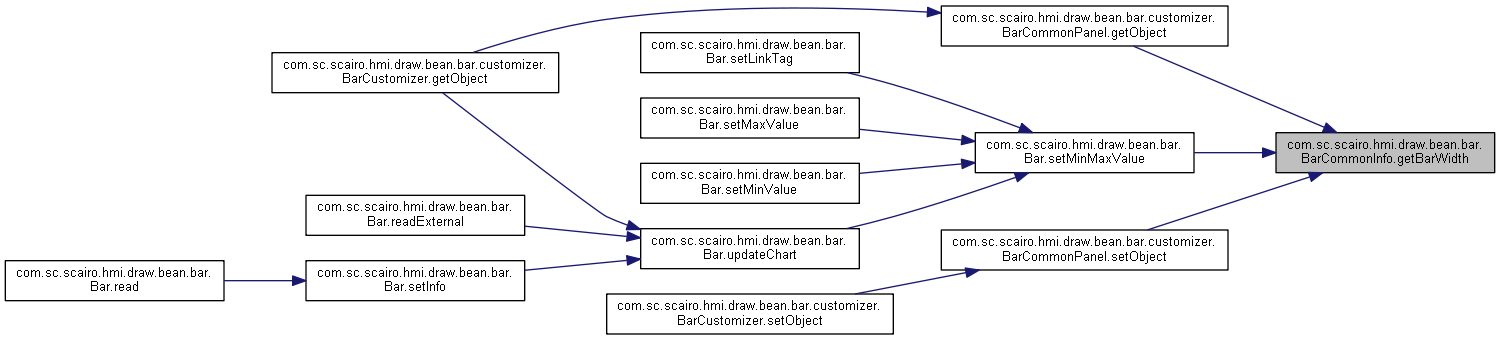 com.sc.scairo.hmi.draw.bean.bar.customizer.
BarCommonPanel.getObject
com.sc.scairo.hmi.draw.bean.bar.
Bar.setLinkTag
com.sc.scairo.hmi.draw.bean.bar.customizer.
BarCustomizer.getObject
com.sc.scairo.hmi.draw.bean.bar.
Bar.setMaxValue
com.sc.scairo.hmi.draw.bean.bar.
Bar.setMinMaxValue
com.sc.scairo.hmi.draw.bean.bar.
BarCommonInfo.getBarWidth
com.sc.scairo.hmi.draw.bean.bar.
Bar.setMinValue
com.sc.scairo.hmi.draw.bean.bar.
Bar.readExternal
com.sc.scairo.hmi.draw.bean.bar.
Bar.updateChart
com.sc.scairo.hmi.draw.bean.bar.customizer.
BarCommonPanel.setObject
com.sc.scairo.hmi.draw.bean.bar.
Bar.read
com.sc.scairo.hmi.draw.bean.bar.
Bar.setInfo
com.sc.scairo.hmi.draw.bean.bar.customizer.
BarCustomizer.setObject